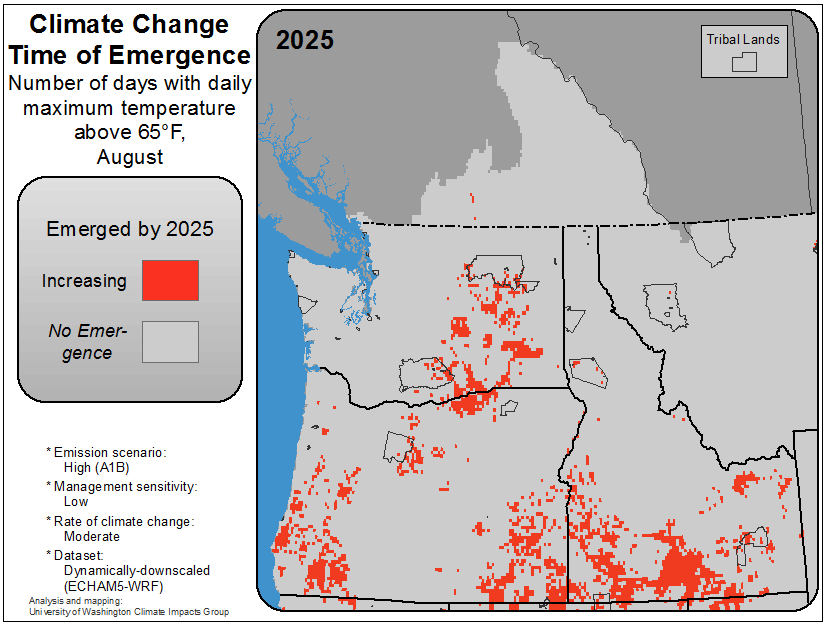 Climate Change
Time of Emergence
Number of days with daily
maximum temperature
above 65°F,
August
2025
Tribal Lands
Emerged by 2025
Increasing
No Emer-
gence
* Emission scenario:
High (A1B)
* Management sensitivity:
Low
* Rate of climate change:
Moderate
* Dataset:
Dynamically-downscaled
(ECHAM5-WRF)
Analysis and mapping:
University of Washington Climate Impacts Group